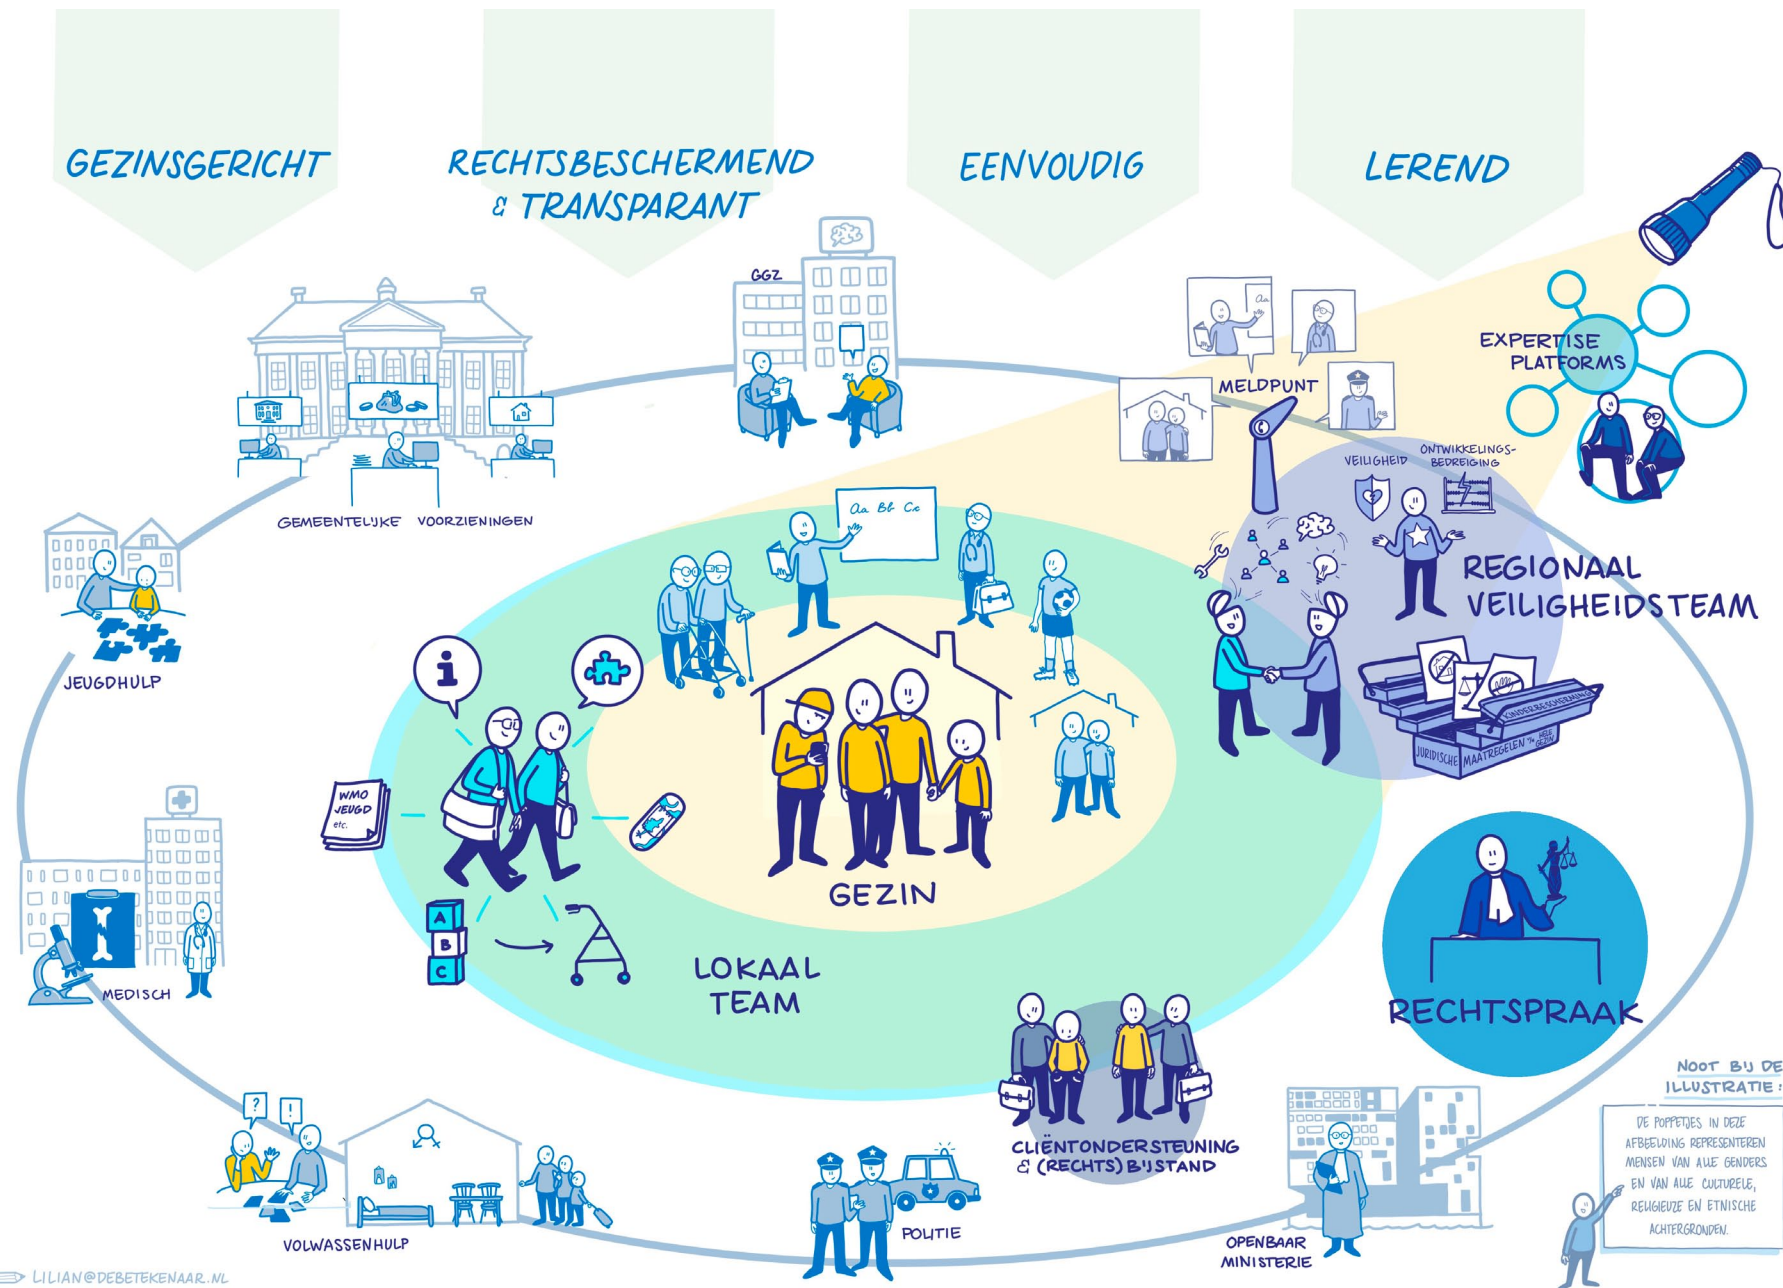 GEZINSGERICHT
RECHTSBESCHERMEND
& TRANSPARANT
EENVOUDIG
LEREND
GGZ
MELDPUNT
EXPERTISE
PLATFORMS
VEILIGHEID
ONTWIKKELINGS-
BEDREIGING
GEMEENTELIJKE VOORZIENINGEN
Aa Bb Cc
Aa
REGIONAAL
VEILIGHEIDSTEAM
JEUGDHULP
i
KINDERBESCHERMING
JURIDISCHE MAATREGELEN HELE
GEZIN
WMO
JEUGD
etc.
GEZIN
A
B
C
LOKAAL
TEAM
MEDISCH
RECHTSPRAAK
NOOT BIJ DE
ILLUSTRATIE:
DE POPPETJES IN DEZE
AFBEELDING REPRESENTEREN
MENSEN VAN ALLE GENDERS
EN VAN ALLE CULTURELE,
RELIGIEUZE EN ETNISCHE
ACHTERGRONDEN.
? !
CLIËNTONDERSTEUNING
& (RECHTS)BIJSTAND
POLITIE
VOLWASSENHULP
OPENBAAR
MINISTERIE
LILIAN@DEBETEKENAAR.NL